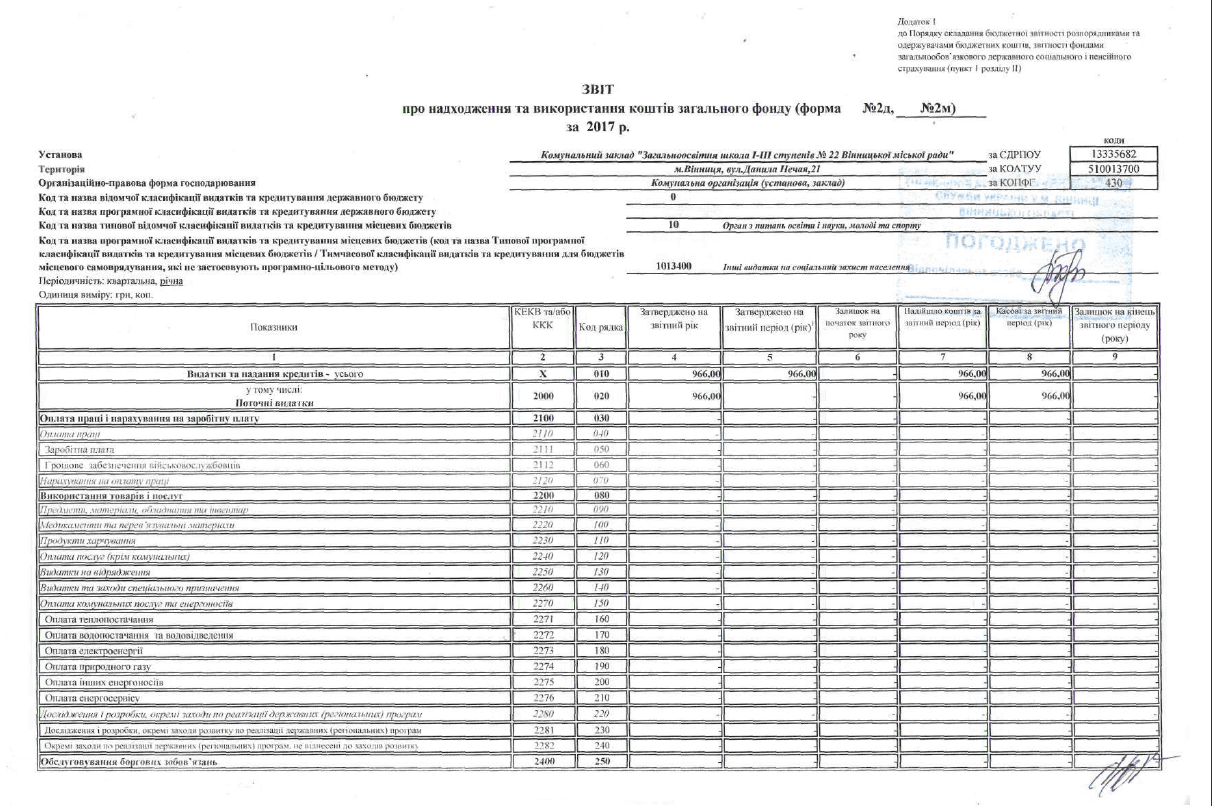 Додаток 1
до Порядку складання бюджетної звітності розпорядниками та
одержувачами бюджетних коштів, звітності фондами
загальнообов'язкового державного соціального і пенсійного
страхування (пункт 1 розділу II)
ЗВІТ
про надходження та використання коштів загального фонду (форма №2д, №2м)
за 2017 р.
коди
Установа Комунальний заклад "Загальноосвітня школа І-ІІІ ступенів № 22 Вінницької міської ради" за ЄДРПОУ 13335682
Територія м.Вінниця, вул.Данила Нечая,21 за КОАТУУ 510013700
Організаційно-правова форма господарювання Комунальна організація (установа, заклад) за КОПФГ 430
Код та назва відомчої класифікації видатків та кредитування державного бюджету 0
Код та назва програмної класифікації видатків та кредитування державного бюджету
Код та назва типової відомчої класифікації видатків та кредитування місцевих бюджетів 10 Орган з питань освіти і науки, молоді та спорту
ПОГОДЖЕНО
Код та назва програмної класифікації видатків та кредитування місцевих бюджетів (код та назва Типової програмної
класифікації видатків та кредитування місцевих бюджетів / Тимчасової класифікації видатків та кредитування для бюджетів
місцевого самоврядування, які не застосовують програмно-цільового методу) 1013400 Інші видатки на соціальний захист населення
Періодичність: квартальна, річна
Одиниця виміру: грн, коп.
Показники КЕКВ та/або ККК Код рядка Затверджено на звітний рік Затверджено на звітний період (рік) Залишок на початок звітного року Надійшло коштів за звітний період (рік) Касові за звітний період (рік) Залишок на кінець звітного періоду (року)
1 2 3 4 5 6 7 8 9
Видатки та надання кредитів - усього X 010 966,00 966,00 - 966,00 966,00 -
у тому числі:
Поточні видатки 2000 020 966,00 - - 966,00 966,00 -
Оплата праці і нарахування на заробітну плату 2100 030 - - - - - -
Оплата праці 2110 040 - - - - - -
Заробітна плата 2111 050 - - - - - -
Грошове забезпечення військовослужбовців 2112 060 - - - - - -
Нарахування на оплату праці 2120 070 - - - - - -
Використання товарів і послуг 2200 080 - - - - - -
Предмети, матеріали, обладнання та інвентар 2210 090 - - - - - -
Медикаменти та перев'язувальні матеріали 2220 100 - - - - - -
Продукти харчування 2230 110 - - - - - -
Оплата послуг (крім комунальних) 2240 120 - - - - - -
Видатки на відрядження 2250 130 - - - - - -
Видатки та заходи спеціального призначення 2260 140 - - - - - -
Оплата комунальних послуг та енергоносіїв 2270 150 - - - - - -
Оплата теплопостачання 2271 160 - - - - - -
Оплата водопостачання та водовідведення 2272 170 - - - - - -
Оплата електроенергії 2273 180 - - - - - -
Оплата природного газу 2274 190 - - - - - -
Оплата інших енергоносіїв 2275 200 - - - - - -
Оплата енергосервісу 2276 210 - - - - - -
Дослідження і розробки, окремі заходи по реалізації державних (регіональних) програм 2280 220 - - - - - -
Дослідження і розробки, окремі заходи розвитку по реалізації державних (регіональних) програм 2281 230 - - - - - -
Окремі заходи по реалізації державних (регіональних) програм, не віднесені до заходів розвитку 2282 240 - - - - - -
Обслуговування боргових зобов'язань 2400 250 - - - - - -